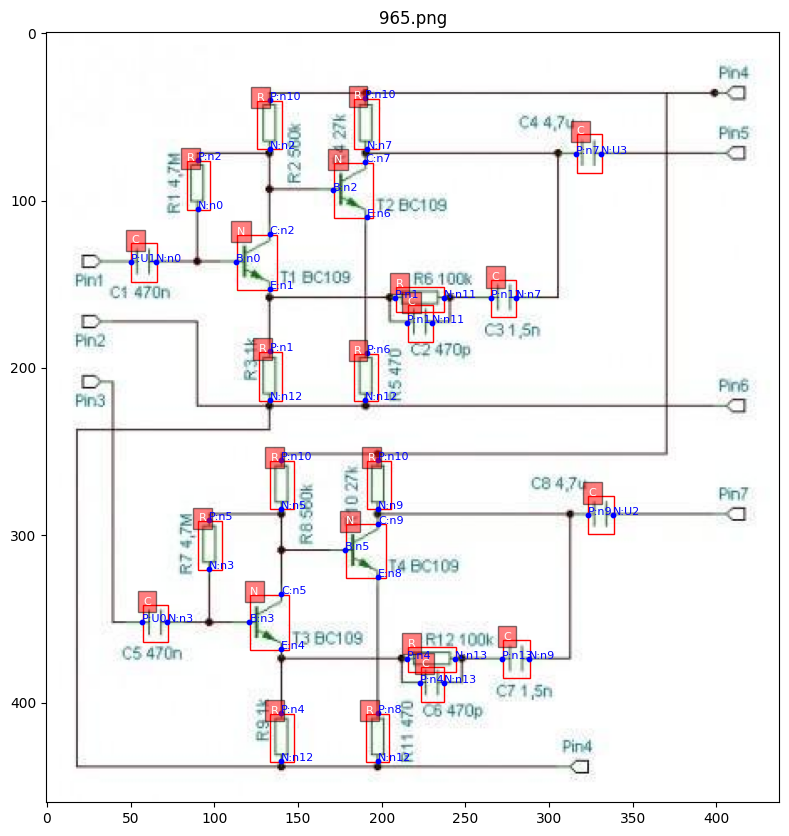 965.png
0
100
200
300
400
0
50
100
150
200
250
300
350
400
Pin4
Pin5
Pin1
Pin2
Pin3
Pin6
Pin7
Pin4
R P:n10
N:n2
R2 560k
R P:n10
N:n7
4 27k
R P:n2
N:n0
R1 4,7M
C4 4,7u
C
P:n7 N:U3
N C:n7
B:n2
E:n6
T2 BC109
N
C:n2
B:n0
E:n1
T1 BC109
C
P:U1 N:n0
C1 470n
R6 100k
R
P:n1 N:n11
C
P:n1 N:n11
C2 470p
C
P:n11 N:n7
C3 1,5n
R P:n1
N:n12
R3 1k
R P:n6
N:n12
R5 470
R P:n10
N:n5
R8 560k
R P:n10
N:n9
0 27k
C8 4,7u
C
P:n9 N:U2
R P:n5
N:n3
R7 4,7M
N C:n9
B:n5
E:n8
T4 BC109
N
C:n5
B:n3
E:n4
T3 BC109
C
P:U0 N:n3
C5 470n
R12 100k
R
P:n4 N:n13
C
P:n4 N:n13
C6 470p
C
P:n13 N:n9
C7 1,5n
R P:n4
N:n12
R9 1k
R P:n8
N:n12
R11 470